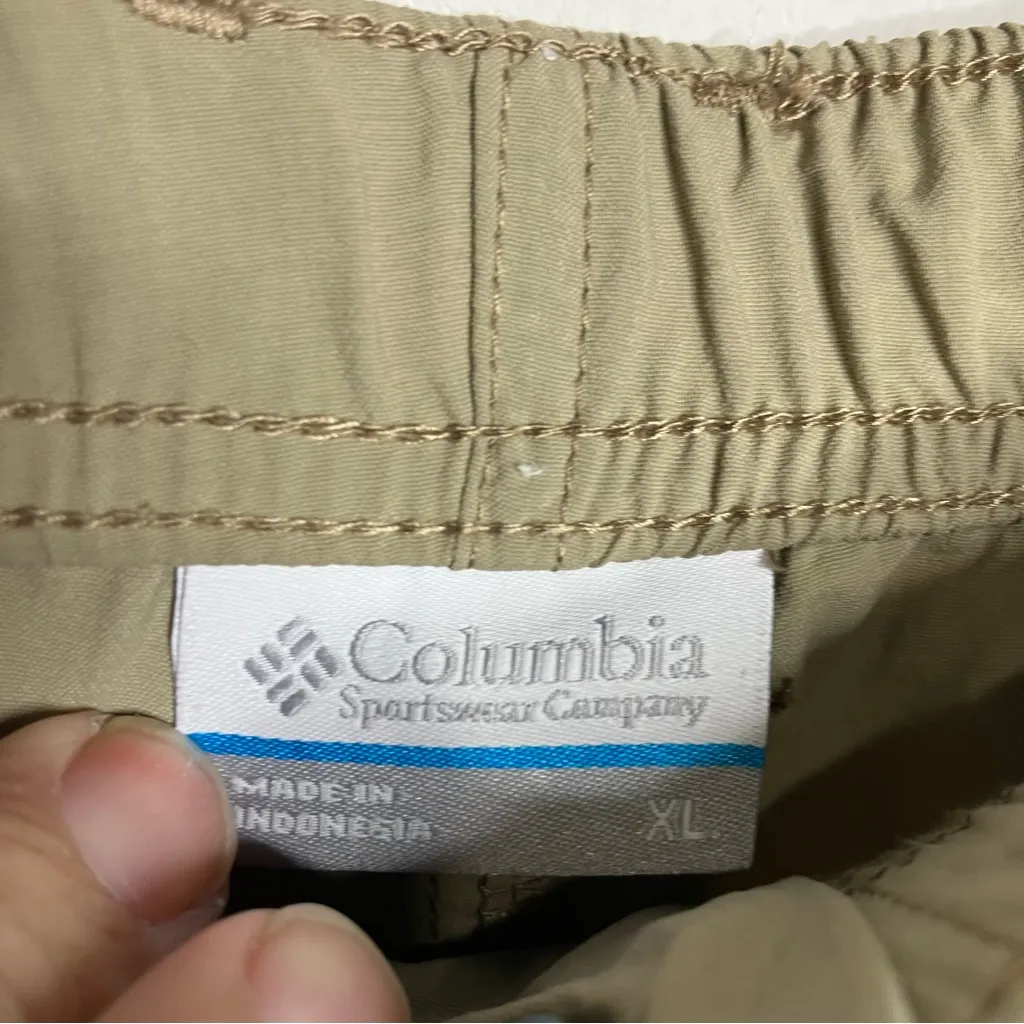 Columbia
Sportswear Company
MADE IN
INDONESIA
XL